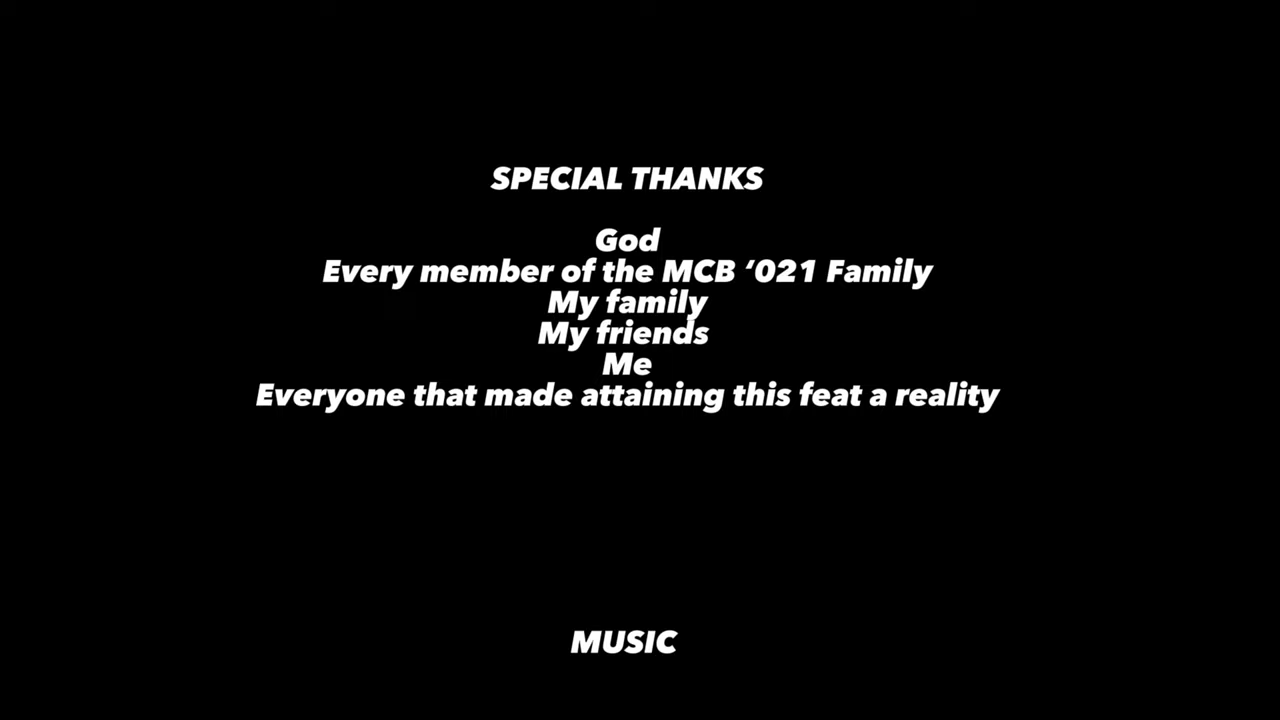 SPECIAL THANKS
God
Every member of the MCB ‘021 Family
My family
My friends
Me
Everyone that made attaining this feat a reality
MUSIC